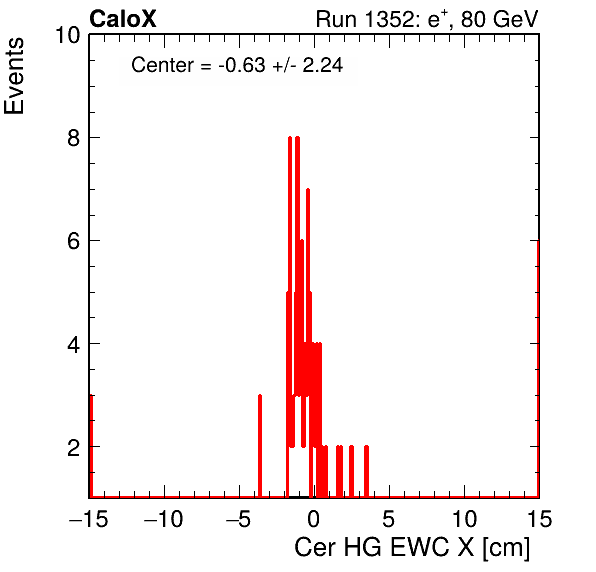 CaloX
Run 1352: e+, 80 GeV
Center = -0.63 +/- 2.24
Events
10
8
6
4
2
−15 −10 −5 0 5 10 15
Cer HG EWC X [cm]